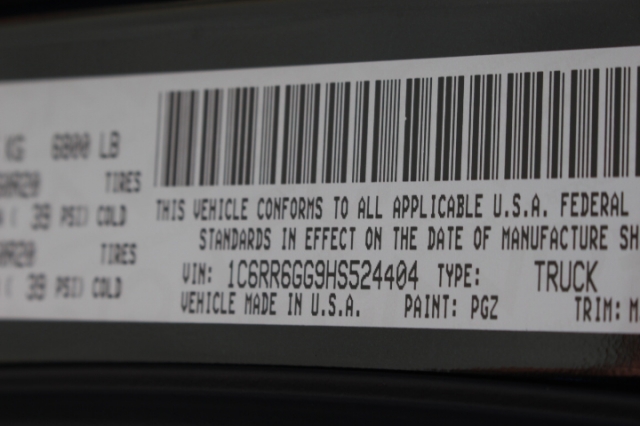 KG 6800 LB
TIRES
( 39 PSI) COLD
TIRES
( 39 PSI) COLD
THIS VEHICLE CONFORMS TO ALL APPLICABLE U.S.A. FEDERAL
STANDARDS IN EFFECT ON THE DATE OF MANUFACTURE SH
VIN: 1C6RR6GG9HS524404 TYPE: TRUCK
VEHICLE MADE IN U.S.A. PAINT: PGZ TRIM: M